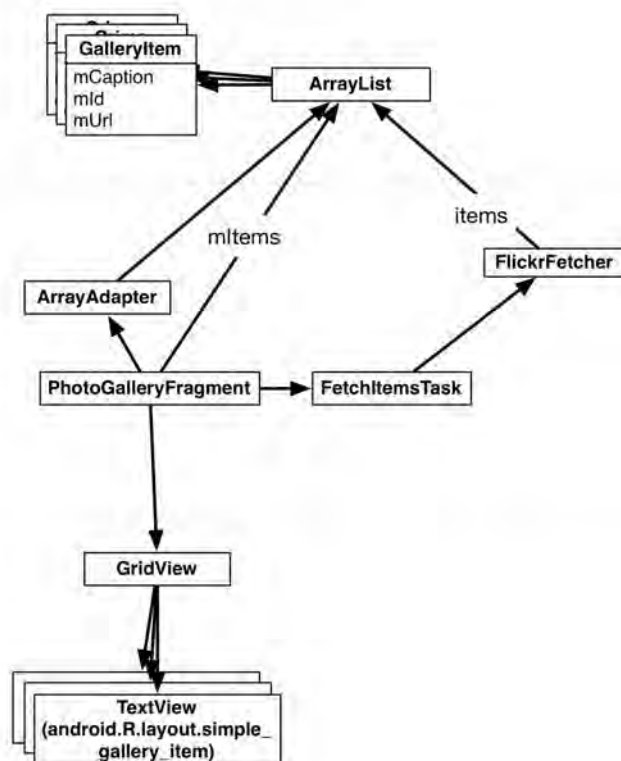 GalleryItem
mCaption
mId
mUrl
ArrayList
mItems
items
FlickrFetcher
ArrayAdapter
PhotoGalleryFragment
FetchItemsTask
GridView
TextView
(android.R.layout.simple_
gallery_item)